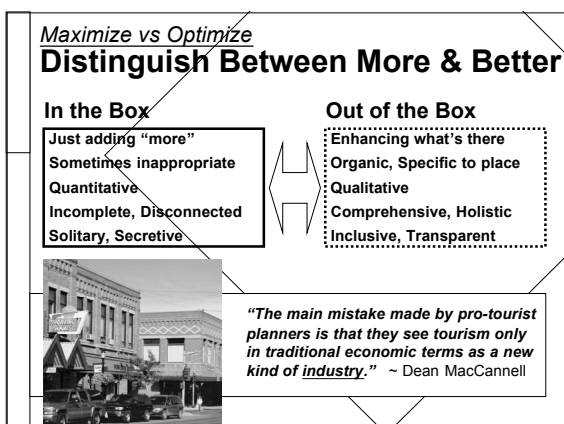 Maximize vs Optimize
Distinguish Between More & Better
In the Box
Just adding “more”
Sometimes inappropriate
Quantitative
Incomplete, Disconnected
Solitary, Secretive
Out of the Box
Enhancing what’s there
Organic, Specific to place
Qualitative
Comprehensive, Holistic
Inclusive, Transparent
“The main mistake made by pro-tourist
planners is that they see tourism only
in traditional economic terms as a new
kind of industry.” ~ Dean MacCannell